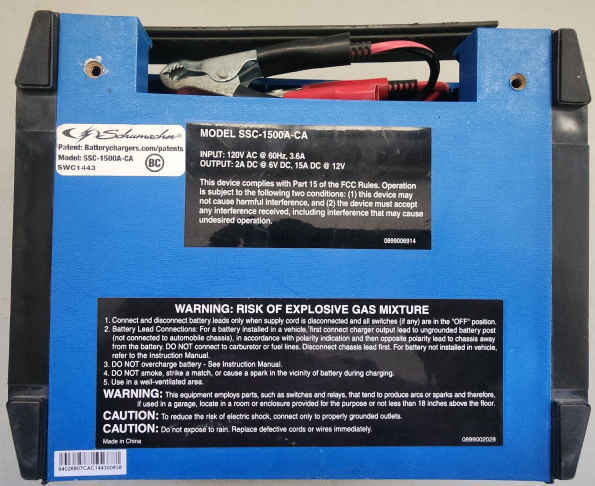 Schumacher
Patent: Batterychargers.com/patents
Model: SSC-1500A-CA
SWC1443
BC
MODEL SSC-1500A-CA
INPUT: 120V AC @ 60Hz, 3.6A
OUTPUT: 2A DC @ 6V DC, 15A DC @ 12V
This device complies with Part 15 of the FCC Rules. Operation
is subject to the following two conditions: (1) this device may
not cause harmful interference, and (2) the device must accept
any interference received, including interference that may cause
undesired operation.
0899006914
WARNING: RISK OF EXPLOSIVE GAS MIXTURE
1. Connect and disconnect battery leads only when supply cord is disconnected and all switches (if any) are in the "OFF" position.
2. Battery Lead Connections: For a battery installed in a vehicle, first connect charger output lead to ungrounded battery post
(not connected to automobile chassis), in accordance with polarity indication and then opposite polarity lead to chassis away
from the battery. DO NOT connect to carburetor or fuel lines. Disconnect chassis lead first. For battery not installed in vehicle,
refer to the Instruction Manual.
3. DO NOT overcharge battery - See Instruction Manual.
4. DO NOT smoke, strike a match, or cause a spark in the vicinity of battery during charging.
5. Use in a well-ventilated area.
WARNING: This equipment employs parts, such as switches and relays, that tend to produce arcs or sparks and therefore,
if used in a garage, locate in a room or enclosure provided for the purpose or not less than 18 inches above the floor.
CAUTION: To reduce the risk of electric shock, connect only to properly grounded outlets.
CAUTION: Do not expose to rain. Replace defective cords or wires immediately.
Made in China
0899002028